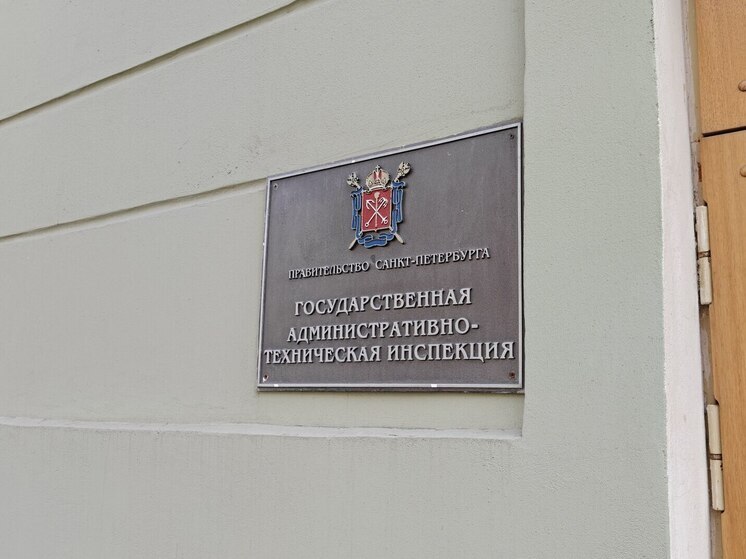 ПРАВИТЕЛЬСТВО САНКТ-ПЕТЕРБУРГА
ГОСУДАРСТВЕННАЯ
АДМИНИСТРАТИВНО-
ТЕХНИЧЕСКАЯ ИНСПЕКЦИЯ